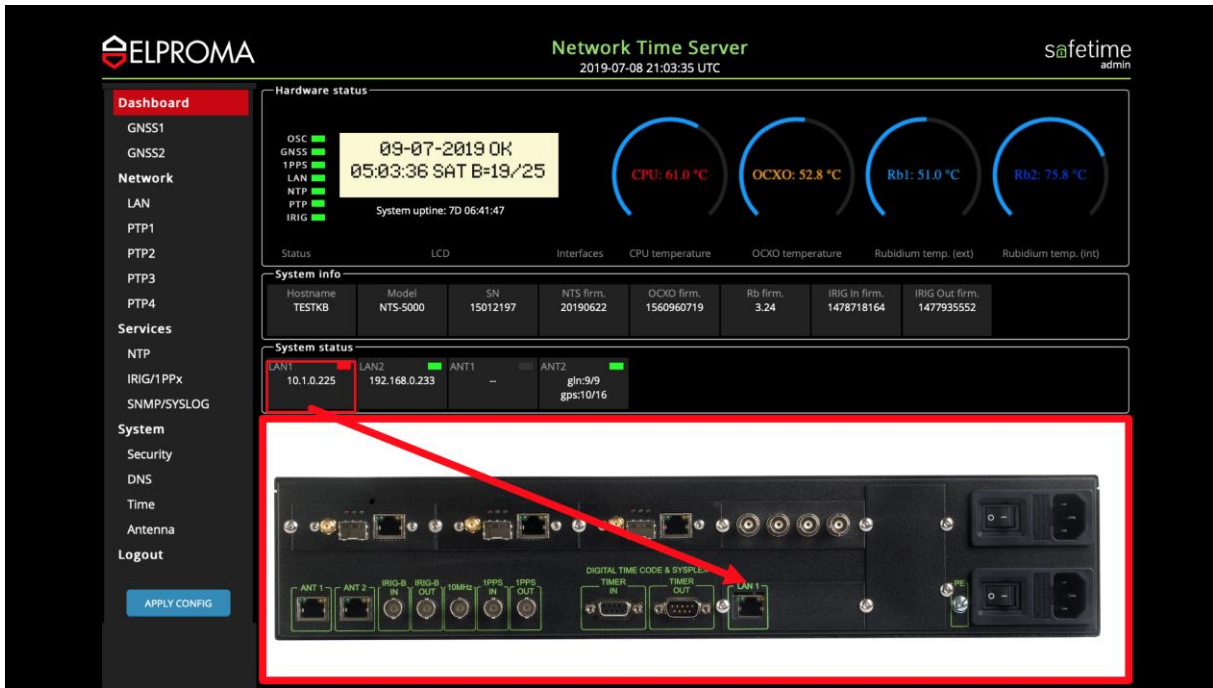 ELPROMA
Network Time Server
2019-07-08 21:03:35 UTC
safetime
admin
Dashboard
GNSS1
GNSS2
Network
LAN
PTP1
PTP2
PTP3
PTP4
Services
NTP
IRIG/1PPx
SNMP/SYSLOG
System
Security
DNS
Time
Antenna
Logout
APPLY CONFIG
Hardware status
OSC
GNSS
1PPS
LAN
NTP
PTP
IRIG
09-07-2019 OK
05:03:36 SAT B=19/25
System uptine: 7D 06:41:47
CPU: 61.0 °C
OCXO: 52.8 °C
Rb1: 51.0 °C
Rb2: 75.8 °C
Status
LCD
Interfaces
CPU temperature
OCXO temperature
Rubidium temp. (ext)
Rubidium temp. (int)
System info
Hostname
TESTKB
Model
NTS-5000
SN
15012197
NTS firm.
20190622
OCXO firm.
1560960719
Rb firm.
3.24
IRIG In firm.
1478718164
IRIG Out firm.
1477935552
System status
LAN1
10.1.0.225
LAN2
192.168.0.233
ANT1
--
ANT2
gln:9/9
gps:10/16
ANT 1
ANT 2
IRIG-B
IN
IRIG-B
OUT
10MHz
1PPS
IN
1PPS
OUT
DIGITAL TIME CODE & SYSPLEX
TIMER
IN
TIMER
OUT
LAN 1
PE